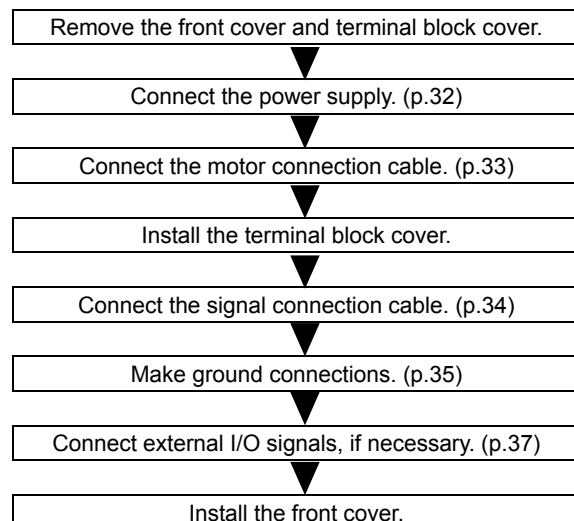 Remove the front cover and terminal block cover.
Connect the power supply. (p.32)
Connect the motor connection cable. (p.33)
Install the terminal block cover.
Connect the signal connection cable. (p.34)
Make ground connections. (p.35)
Connect external I/O signals, if necessary. (p.37)
Install the front cover.